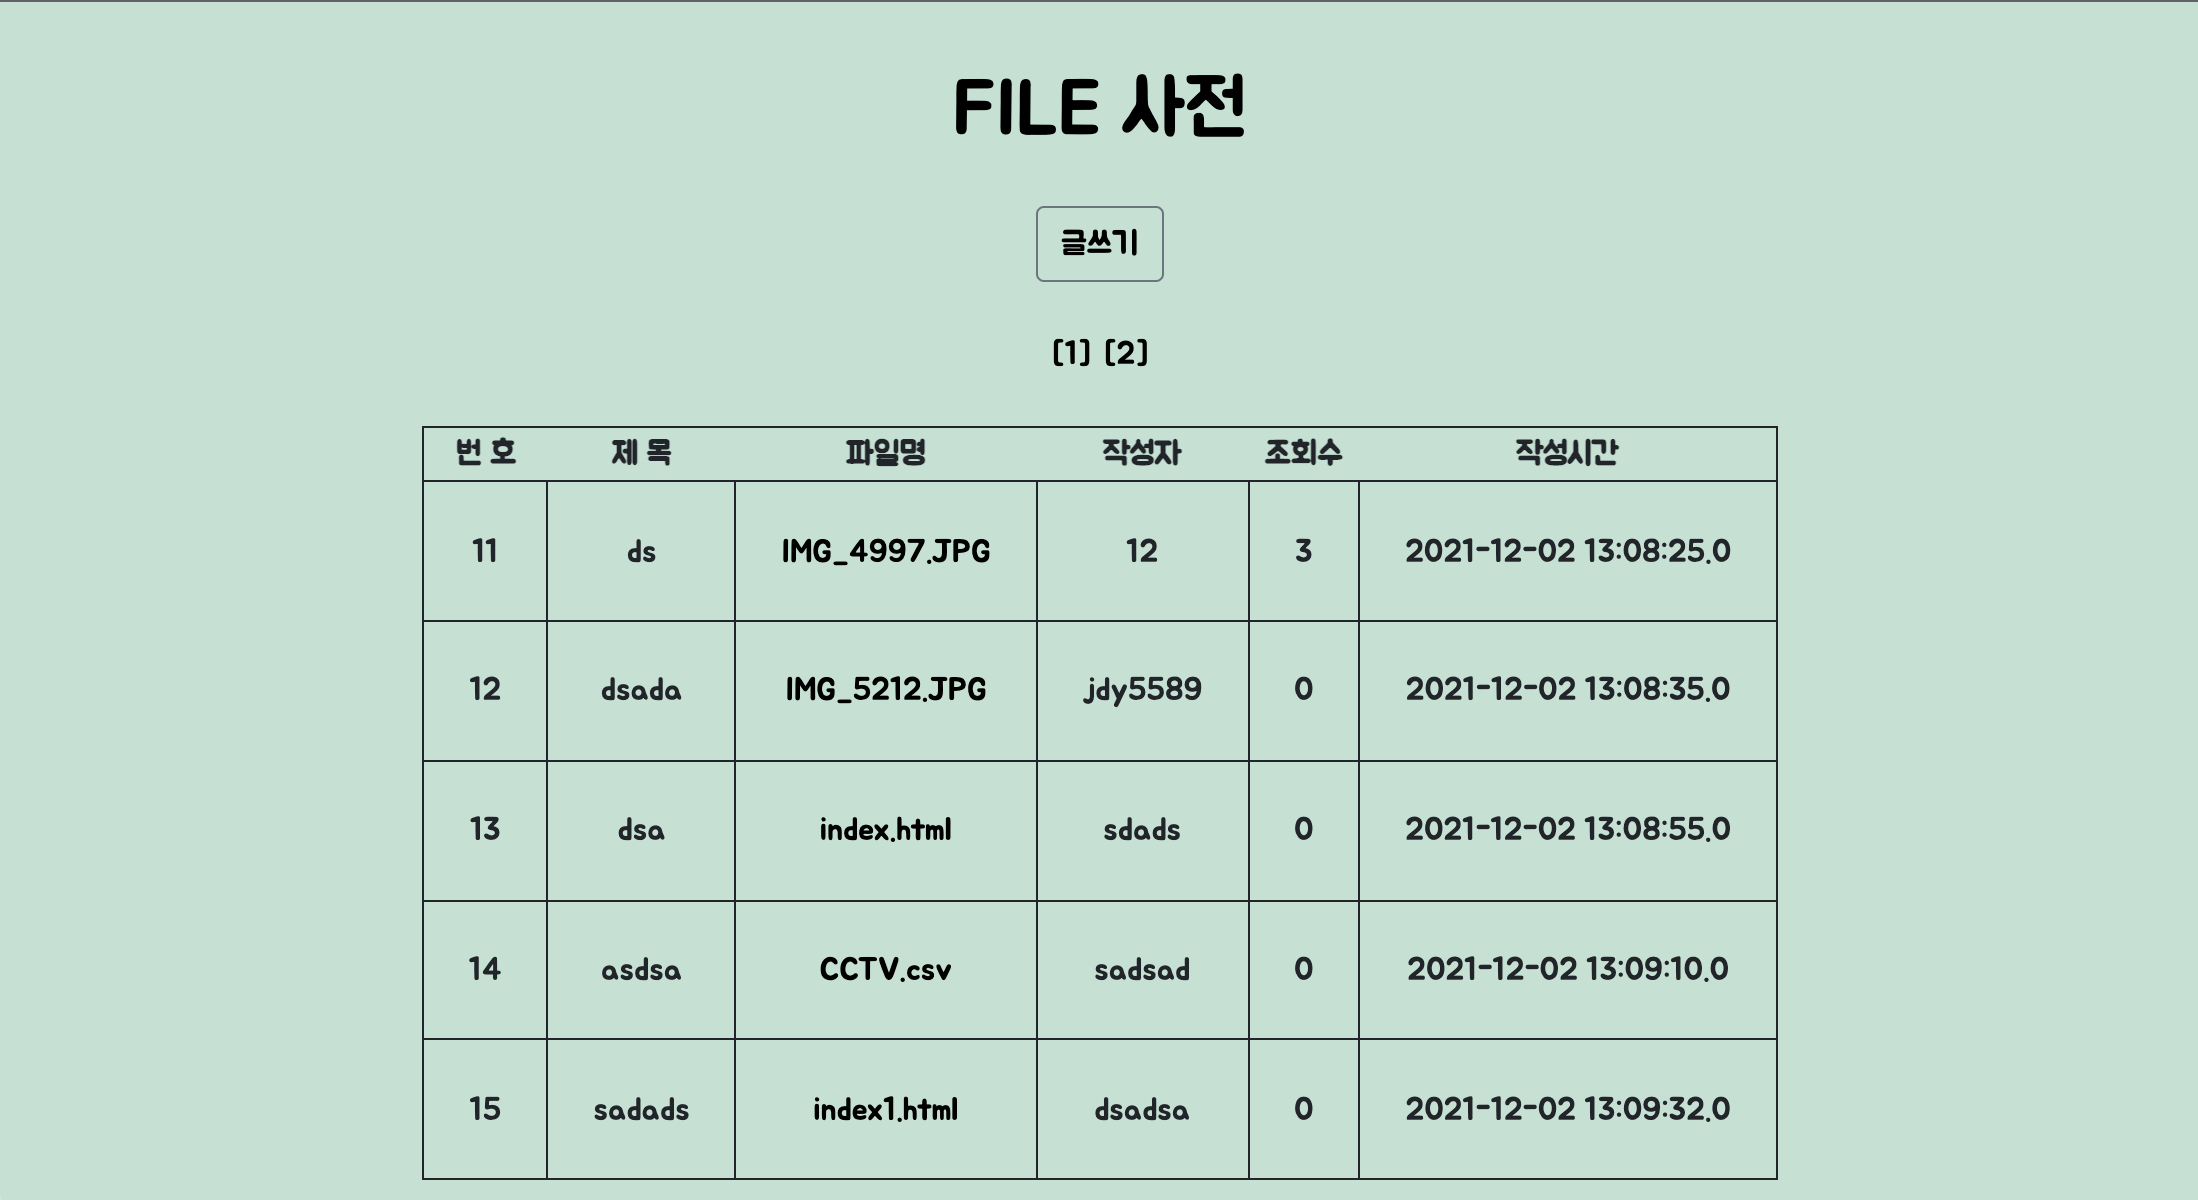 FILE 사전
글쓰기
[1] [2]
번 호 제 목 파일명 작성자 조회수 작성시간
11 ds IMG_4997.JPG 12 3 2021-12-02 13:08:25.0
12 dsada IMG_5212.JPG jdy5589 0 2021-12-02 13:08:35.0
13 dsa index.html sdads 0 2021-12-02 13:08:55.0
14 asdsa CCTV.csv sadsad 0 2021-12-02 13:09:10.0
15 sadads index1.html dsadsa 0 2021-12-02 13:09:32.0